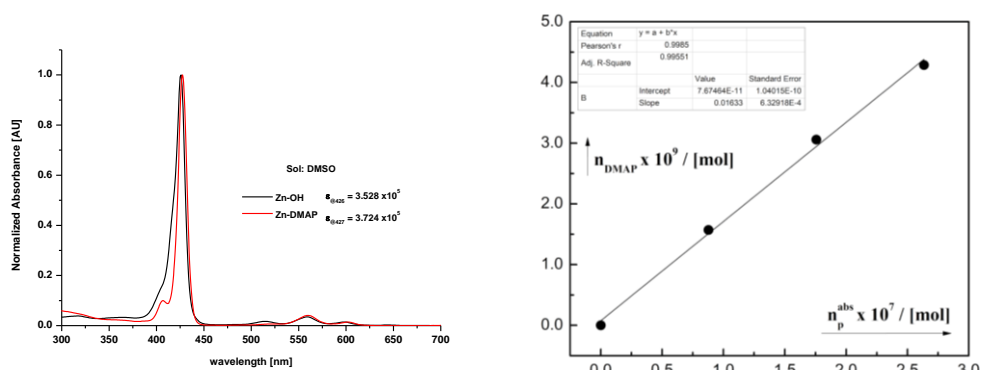 Normalized Absorbance [AU]
1.0
0.8
0.6
0.4
0.2
0.0
300 350 400 450 500 550 600 650 700
wavelength [nm]
Sol: DMSO
Zn-OH ε@426 = 3.528 x10^5
Zn-DMAP ε@427 = 3.724 x10^5
5.0
4.0
3.0
2.0
1.0
0.0
Equation y = a + b*x
Pearson's r 0.9985
Adj. R-Square 0.99551
Value Standard Error
B Intercept 7.67464E-11 1.04015E-10
Slope 0.01633 6.32918E-4
n_DMAP x 10^9 / [mol]
n_p^abs x 10^7 / [mol]
0.0 0.5 1.0 1.5 2.0 2.5 3.0